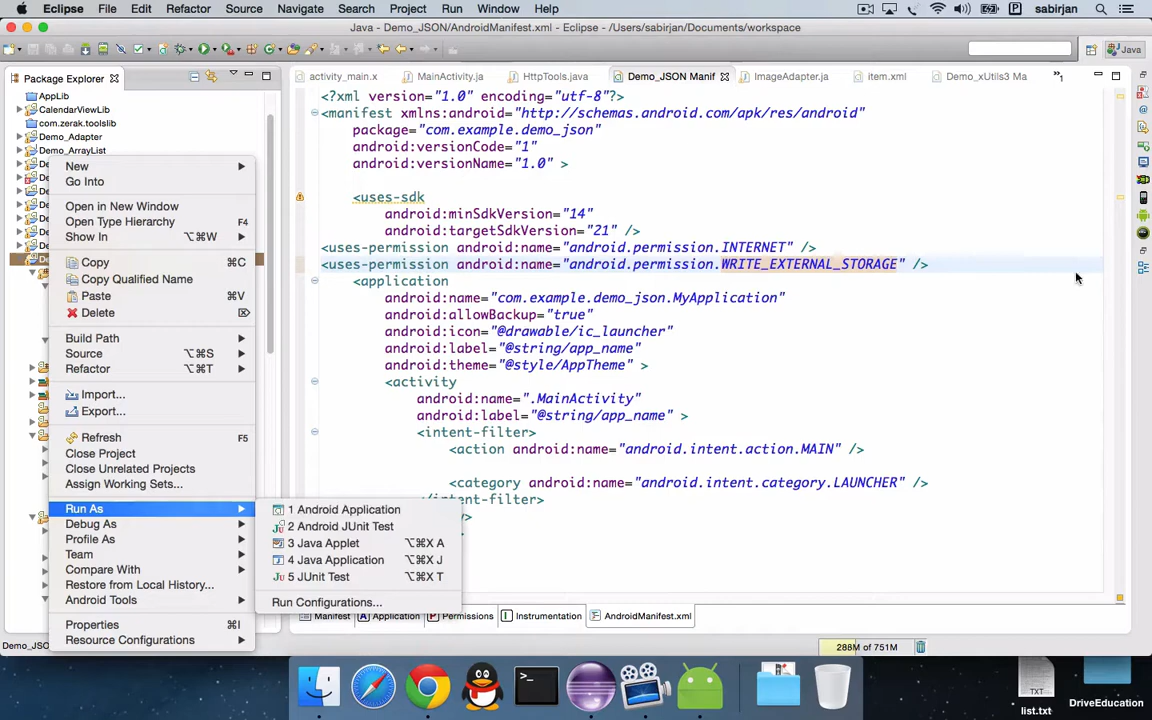 Eclipse File Edit Refactor Source Navigate Search Project Run Window Help sabirjan
Java - Demo_JSON/AndroidManifest.xml - Eclipse - /Users/sabirjan/Documents/workspace
Java
Package Explorer
activity_main.x MainActivity.ja HttpTools.java Demo_JSON Manif ImageAdapter.ja item.xml Demo_xUtils3 Ma »1
AppLib
CalendarViewLib
com.zerak.toolslib
Demo_Adapter
Demo_ArrayList
New
Go Into
Open in New Window
Open Type Hierarchy F4
Show In ⌥⌘W
Copy ⌘C
Copy Qualified Name
Paste ⌘V
Delete ⌦
Build Path
Source ⌥⌘S
Refactor ⌥⌘T
Import...
Export...
Refresh F5
Close Project
Close Unrelated Projects
Assign Working Sets...
Run As
Debug As
Profile As
Team
Compare With
Restore from Local History...
Android Tools
Properties ⌘I
Resource Configurations
1 Android Application
2 Android JUnit Test
3 Java Applet ⌥⌘X A
4 Java Application ⌥⌘X J
5 JUnit Test ⌥⌘X T
Run Configurations...
<?xml version="1.0" encoding="utf-8"?>
<manifest xmlns:android="http://schemas.android.com/apk/res/android"
package="com.example.demo_json"
android:versionCode="1"
android:versionName="1.0" >
<uses-sdk
android:minSdkVersion="14"
android:targetSdkVersion="21" />
<uses-permission android:name="android.permission.INTERNET" />
<uses-permission android:name="android.permission.WRITE_EXTERNAL_STORAGE" />
<application
android:name="com.example.demo_json.MyApplication"
android:allowBackup="true"
android:icon="@drawable/ic_launcher"
android:label="@string/app_name"
android:theme="@style/AppTheme" >
<activity
android:name=".MainActivity"
android:label="@string/app_name" >
<intent-filter>
<action android:name="android.intent.action.MAIN" />
<category android:name="android.intent.category.LAUNCHER" />
</intent-filter>
Manifest Application Permissions Instrumentation AndroidManifest.xml
288M of 751M
TXT
list.txt
DriveEducation